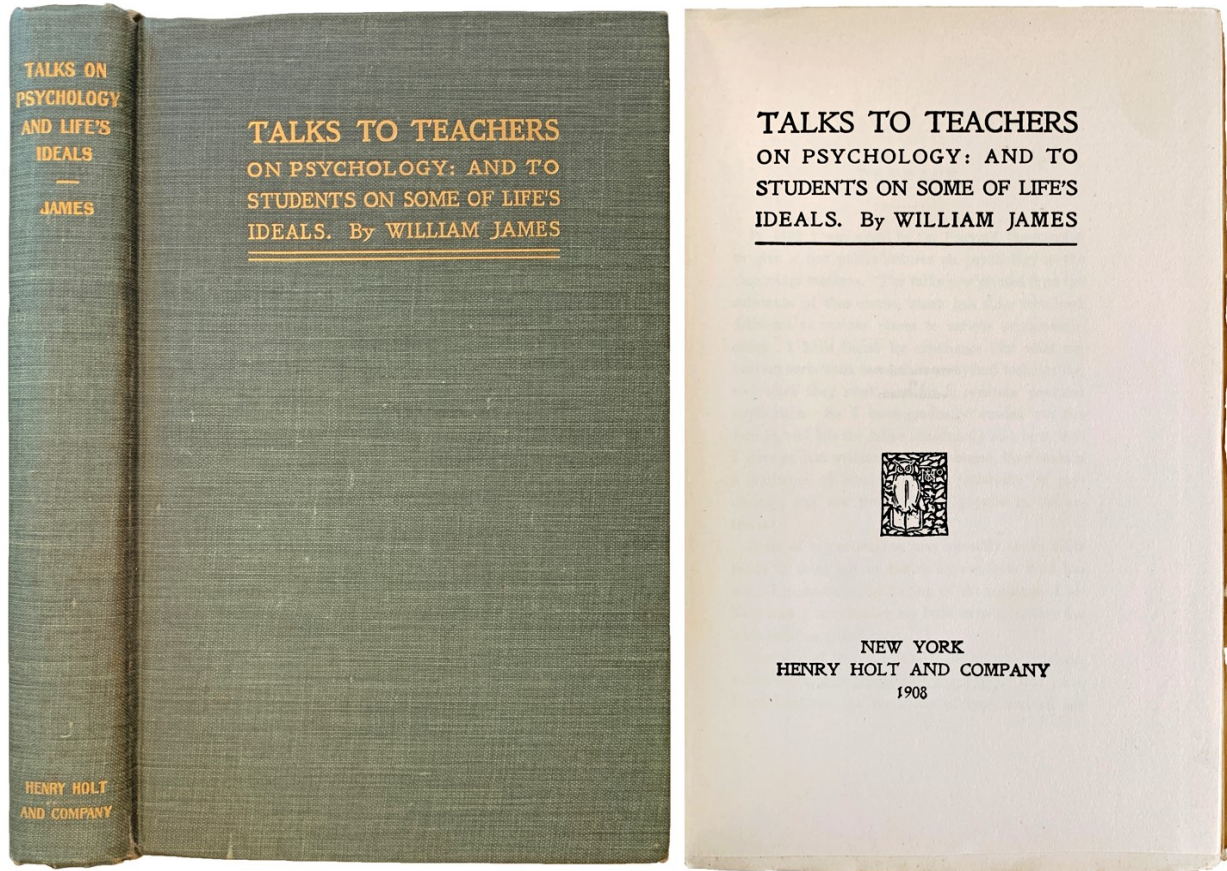 TALKS ON
PSYCHOLOGY
AND LIFE'S
IDEALS
JAMES
HENRY HOLT
AND COMPANY
TALKS TO TEACHERS
ON PSYCHOLOGY: AND TO
STUDENTS ON SOME OF LIFE'S
IDEALS. By WILLIAM JAMES
TALKS TO TEACHERS
ON PSYCHOLOGY: AND TO
STUDENTS ON SOME OF LIFE'S
IDEALS. By WILLIAM JAMES
NEW YORK
HENRY HOLT AND COMPANY
1908